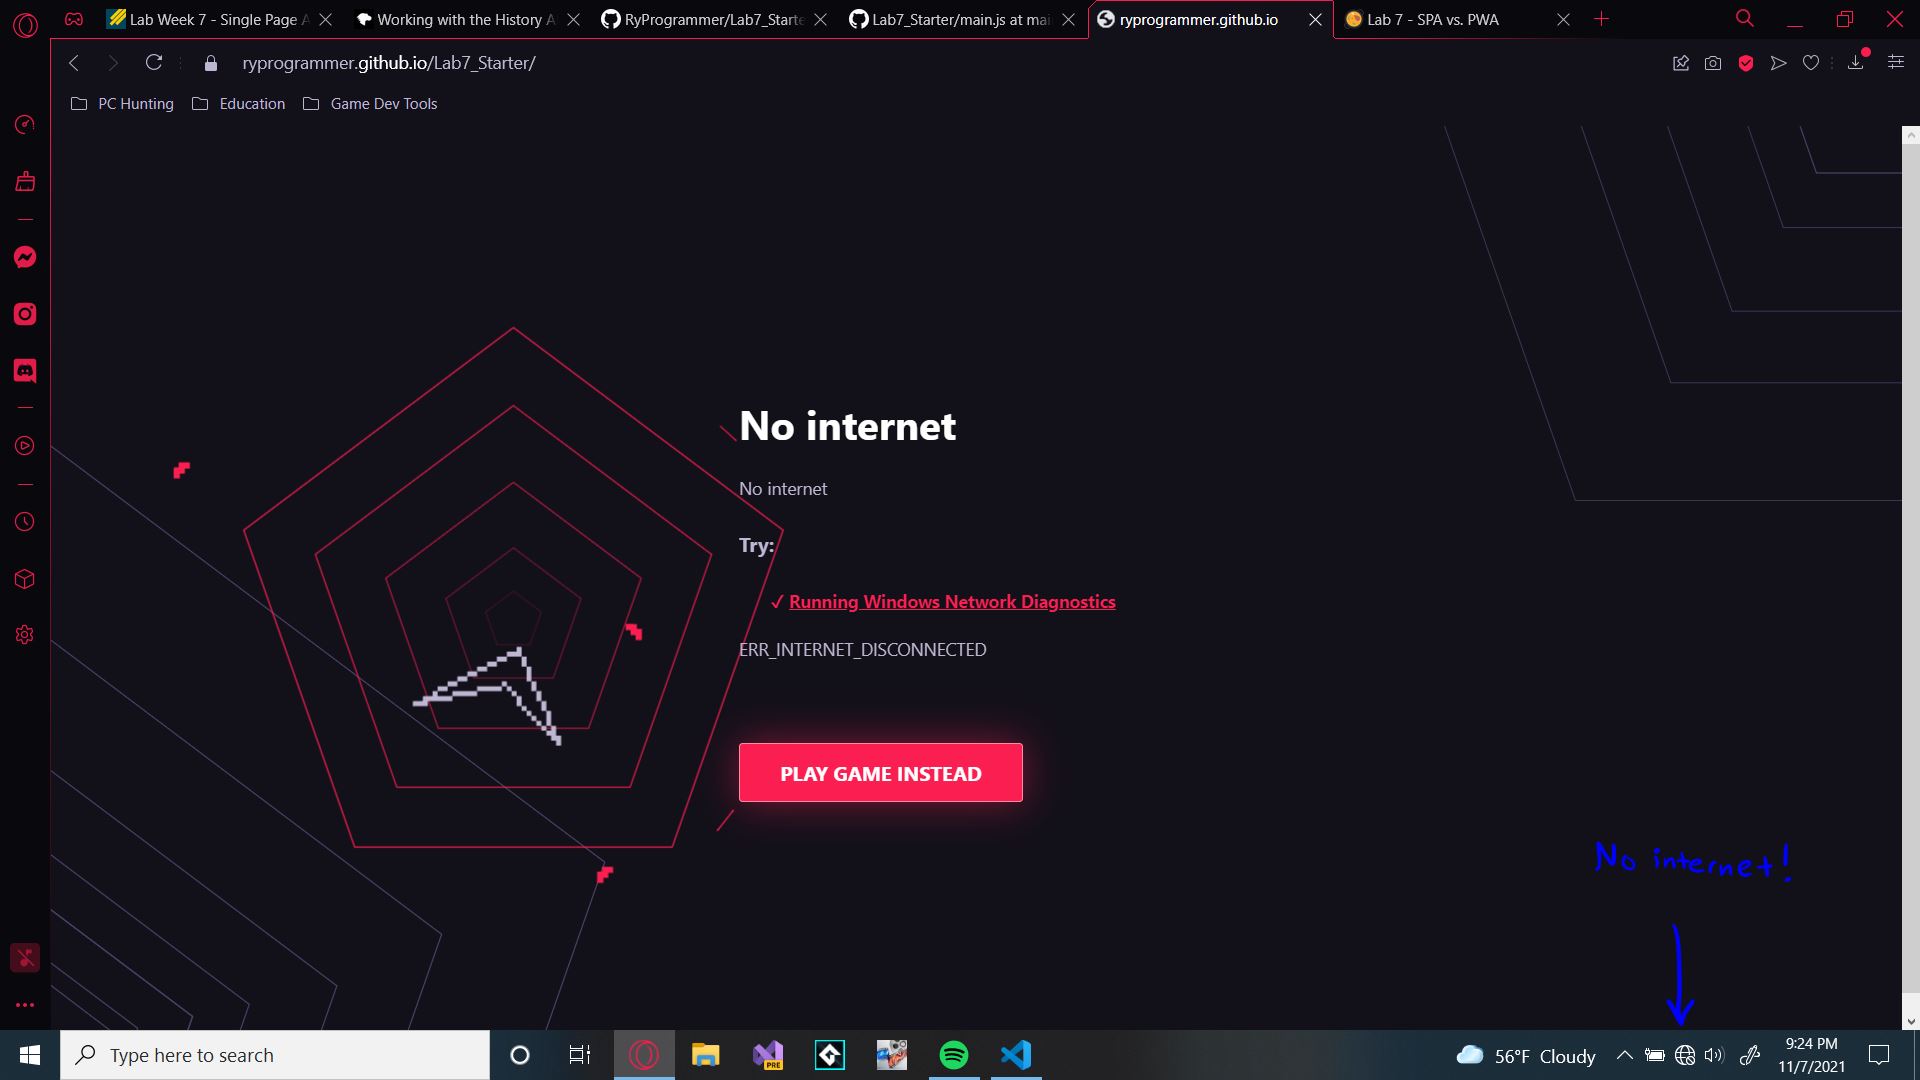 Lab Week 7 - Single Page A
Working with the History A
RyProgrammer/Lab7_Starte
Lab7_Starter/main.js at mai
ryprogrammer.github.io
Lab 7 - SPA vs. PWA
ryprogrammer.github.io/Lab7_Starter/
PC Hunting
Education
Game Dev Tools
No internet
No internet
Try:
✓ Running Windows Network Diagnostics
ERR_INTERNET_DISCONNECTED
PLAY GAME INSTEAD
No internet!
Type here to search
PRE
56°F Cloudy
9:24 PM
11/7/2021